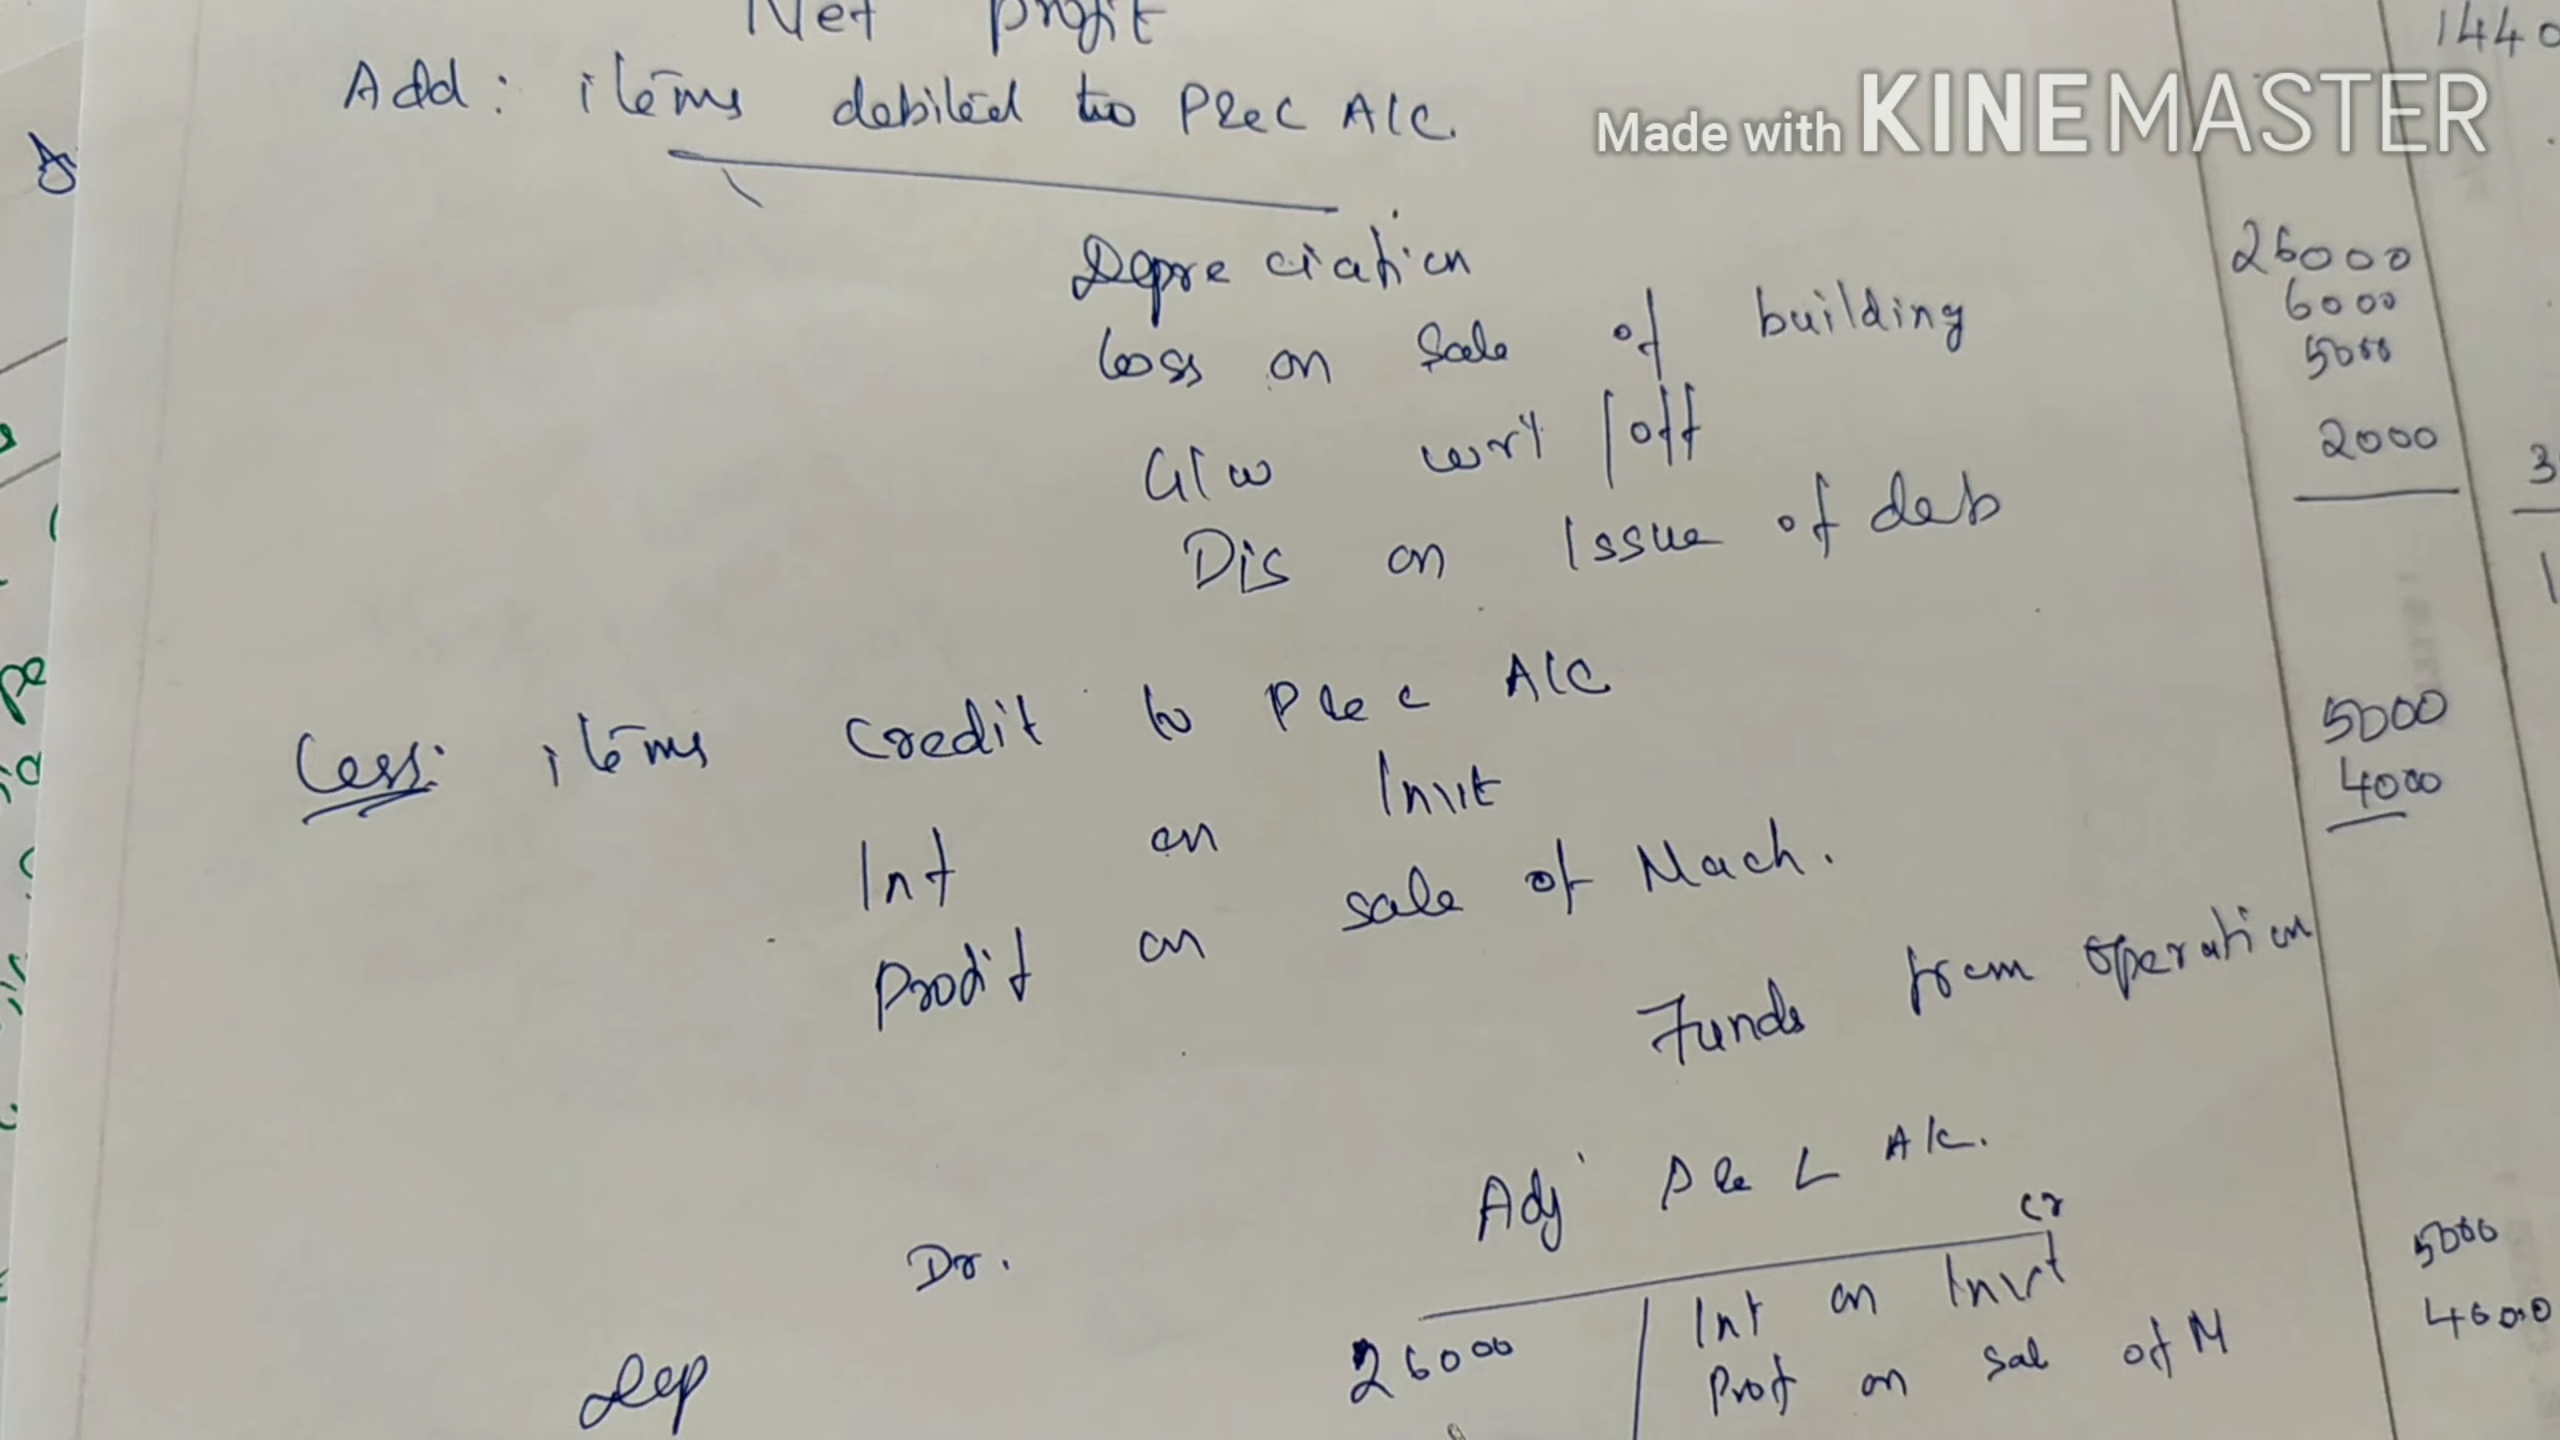 Net profit
1440
Made with KINEMASTER
Add: items debited to P&L A/C.
Depreciation 26000
Loss on Sale of building 6000
G/w wrt/off 5000
Dis on Issue of deb 2000
3
1
Less: items credit to P&L A/C
Int on Invt 5000
Profit on sale of Mach. 4000
Funds from operation
Adj P&L A/c.
Dr. Cr
Dep 26000 Int on Invt 5000
Prof on Sal of M 4000